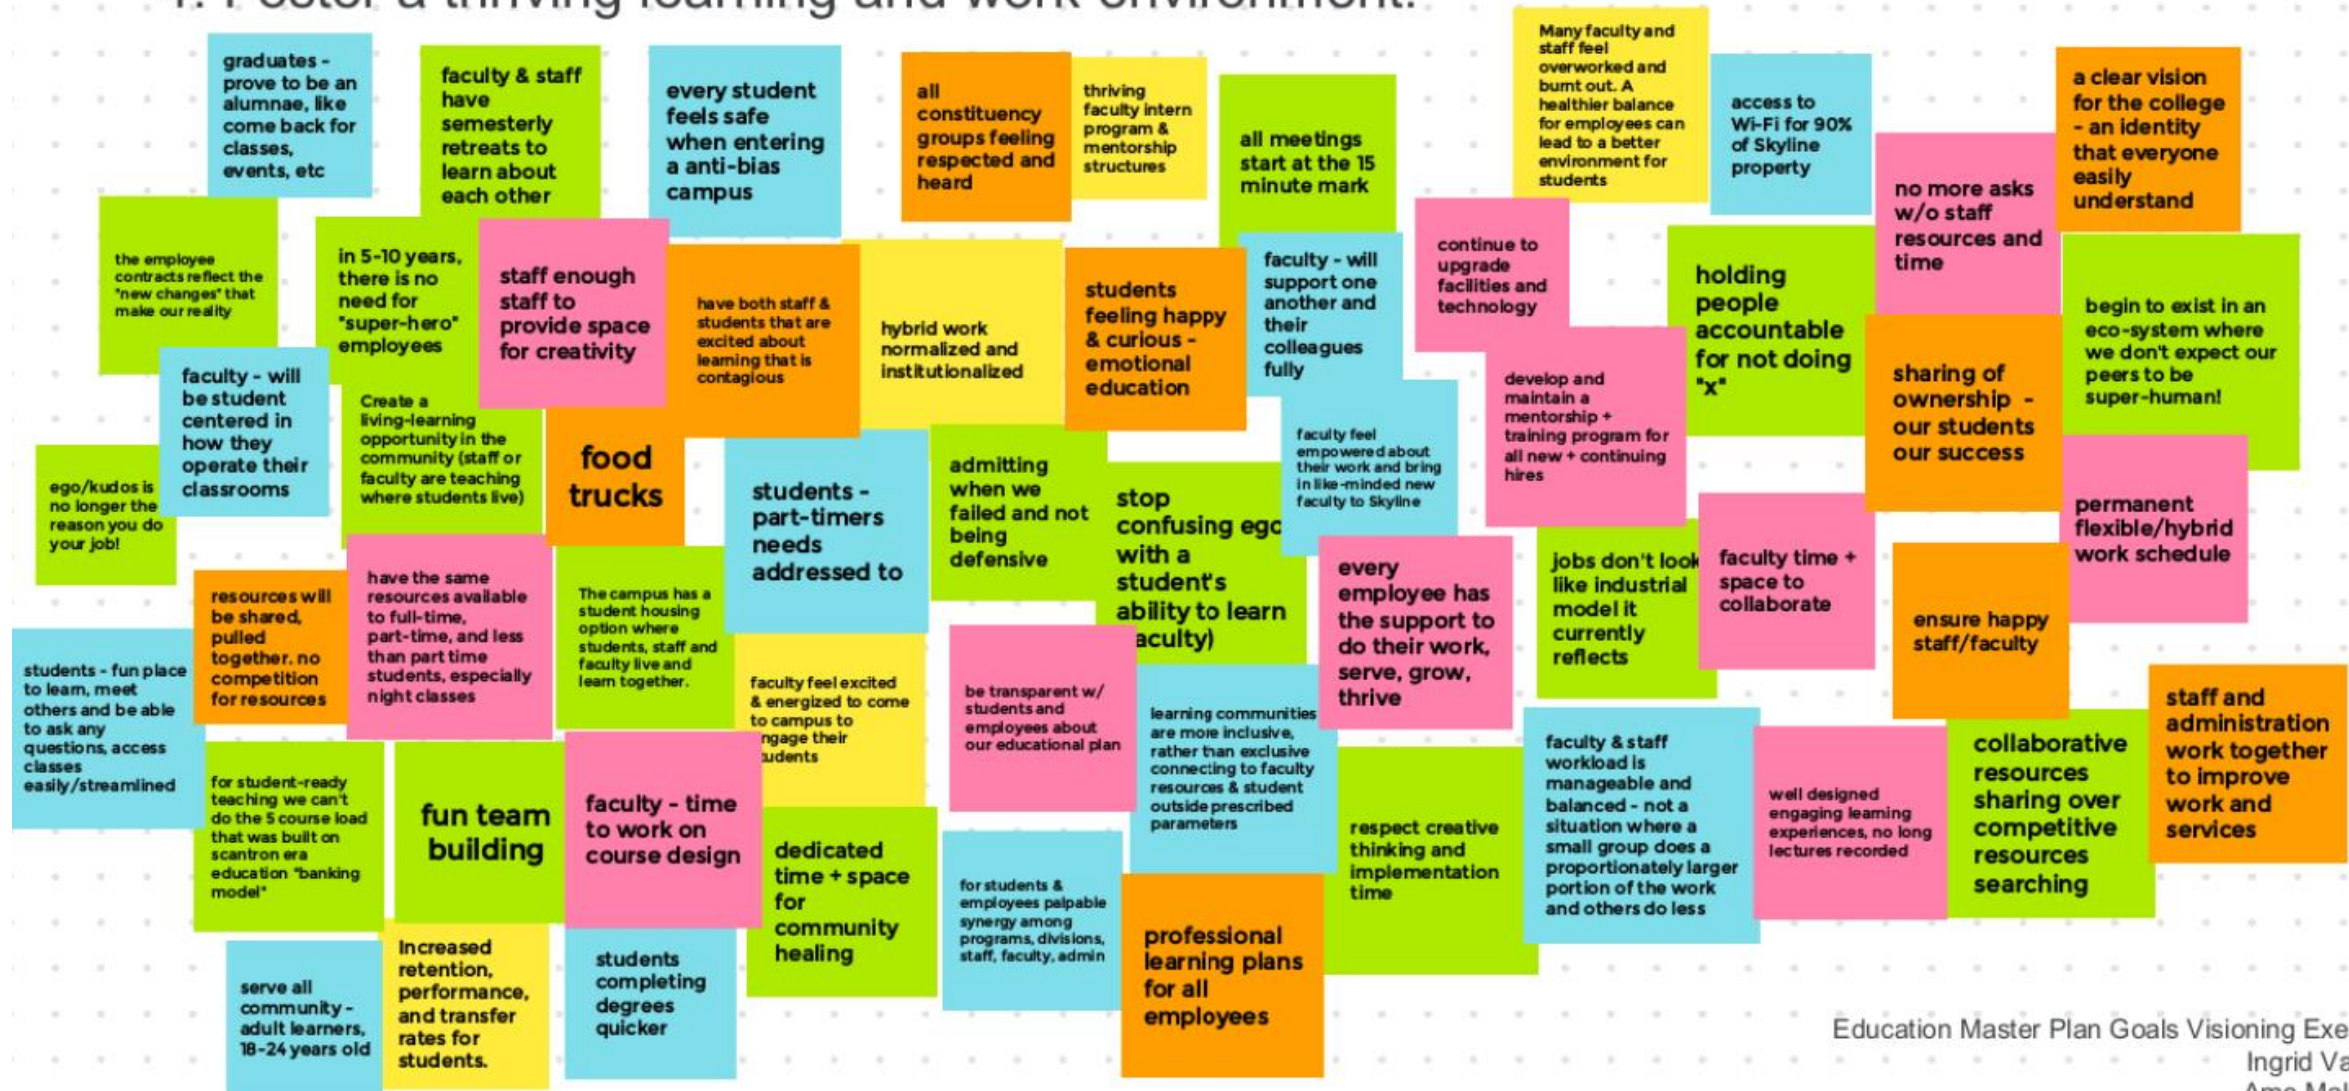 Foster a thriving learning and work environment.
graduates -
prove to be an
alumnae, like
come back for
classes,
events, etc
faculty & staff
have
semesterly
retreats to
learn about
each other
every student
feels safe
when entering
a anti-bias
campus
all
constituency
groups feeling
respected and
heard
thriving
faculty intern
program &
mentorship
structures
all meetings
start at the 15
minute mark
Many faculty and
staff feel
overworked and
burnt out. A
healthier balance
for employees can
lead to a better
environment for
students
access to
Wi-Fi for 90%
of Skyline
property
no more asks
w/o staff
resources and
time
a clear vision
for the college
- an identity
that everyone
easily
understand
the employee
contracts reflect the
"new changes" that
make our reality
in 5-10 years,
there is no
need for
"super-hero"
employees
staff enough
staff to
provide space
for creativity
have both staff &
students that are
excited about
learning that is
contagious
hybrid work
normalized and
institutionalized
students
feeling happy
& curious -
emotional
education
faculty - will
support one
another and
their
colleagues
fully
continue to
upgrade
facilities and
technology
holding
people
accountable
for not doing
"x"
begin to exist in an
eco-system where
we don't expect our
peers to be
super-human!
faculty - will
be student
centered in
how they
operate their
classrooms
Create a
living-learning
opportunity in the
community (staff or
faculty are teaching
where students live)
food
trucks
faculty feel
empowered about
their work and bring
in like-minded new
faculty to Skyline
develop and
maintain a
mentorship +
training program for
all new + continuing
hires
sharing of
ownership -
our students
our success
ego/kudos is
no longer the
reason you do
your job!
students -
part-timers
needs
addressed to
admitting
when we
failed and not
being
defensive
stop
confusing ego
with a
student's
ability to learn
aculty)
permanent
flexible/hybrid
work schedule
resources will
be shared,
pulled
together. no
competition
for resources
have the same
resources available
to full-time,
part-time, and less
than part time
students, especially
night classes
The campus has a
student housing
option where
students, staff and
faculty live and
learn together.
every
employee has
the support to
do their work,
serve, grow,
thrive
jobs don't look
like industrial
model it
currently
reflects
faculty time +
space to
collaborate
ensure happy
staff/faculty
students - fun place
to learn, meet
others and be able
to ask any
questions, access
classes
easily/streamlined
faculty feel excited
& energized to come
to campus to
ngage their
udents
be transparent w/
students and
employees about
our educational plan
learning communities
are more inclusive,
rather than exclusive
connecting to faculty
resources & student
outside prescribed
parameters
staff and
administration
work together
to improve
work and
services
for student-ready
teaching we can't
do the 5 course load
that was built on
scantron era
education "banking
model"
fun team
building
faculty - time
to work on
course design
dedicated
time + space
for
community
healing
respect creative
thinking and
implementation
time
faculty & staff
workload is
manageable and
balanced - not a
situation where a
small group does a
proportionately larger
portion of the work
and others do less
well designed
engaging learning
experiences, no long
lectures recorded
collaborative
resources
sharing over
competitive
resources
searching
for students &
employees palpable
synergy among
programs, divisions,
staff, faculty, admin
professional
learning plans
for all
employees
serve all
community -
adult learners,
18-24 years old
Increased
retention,
performance,
and transfer
rates for
students.
students
completing
degrees
quicker
Education Master Plan Goals Visioning Exe
Ingrid Va